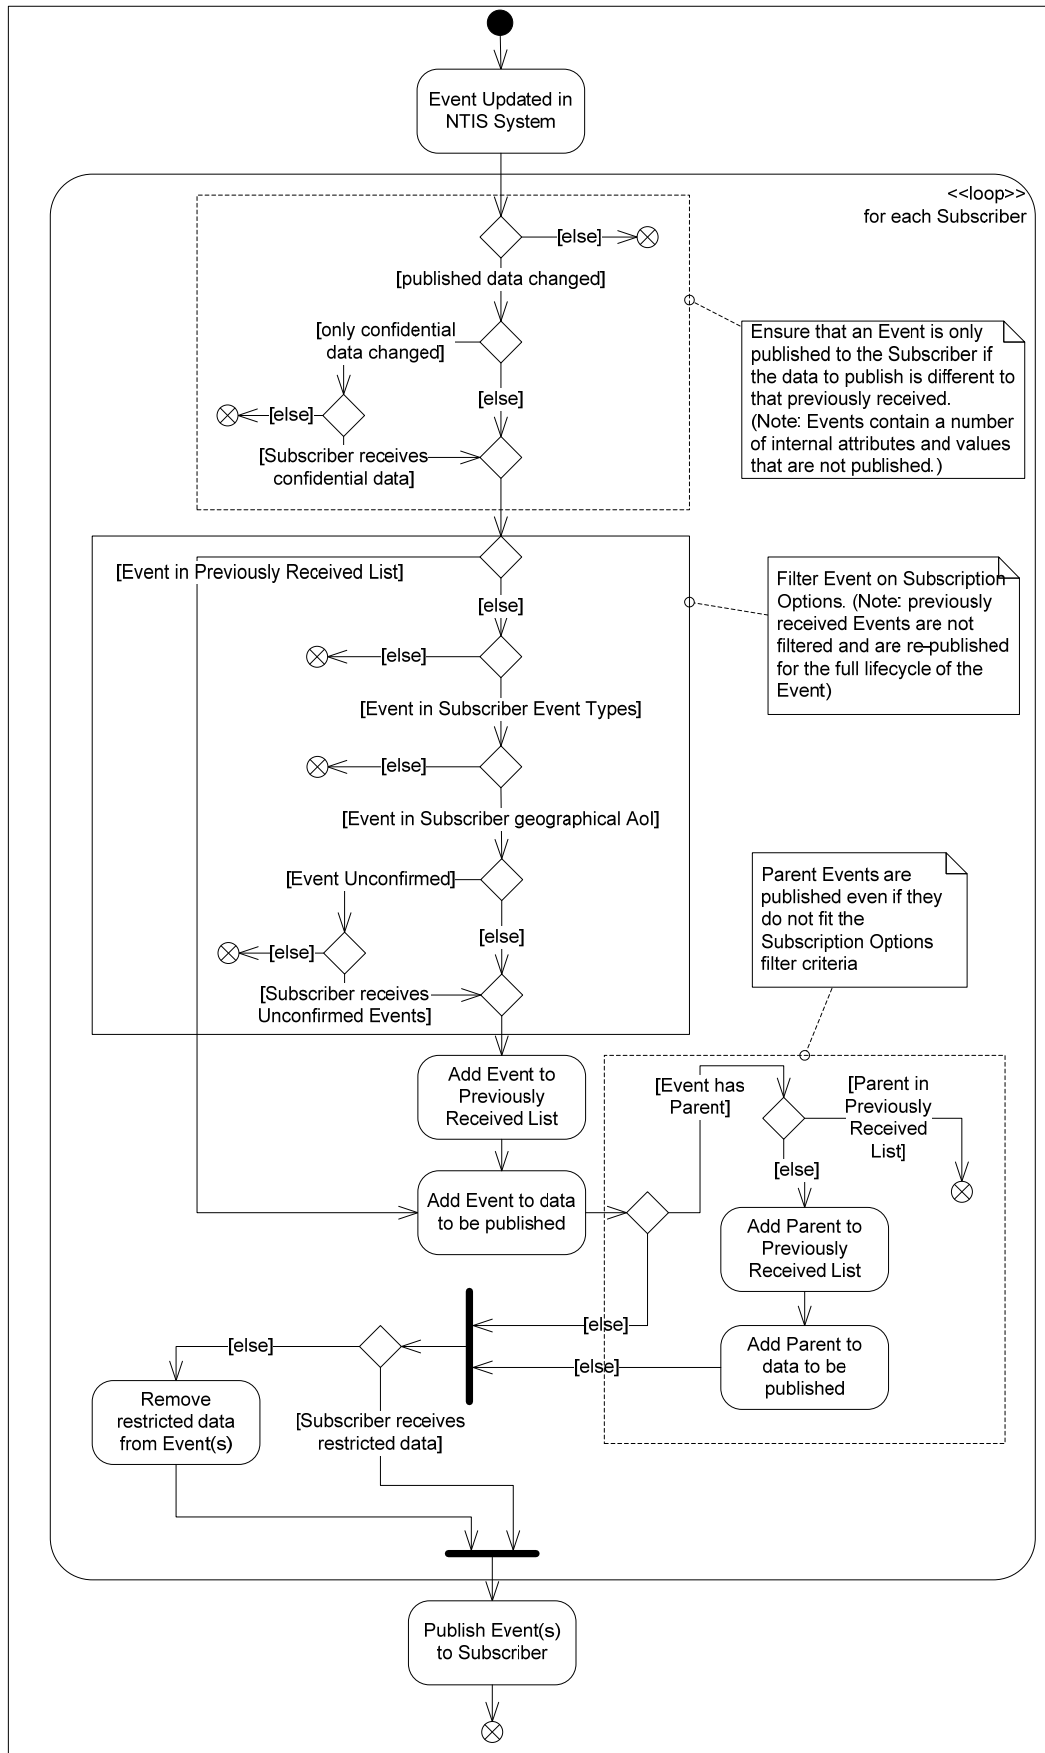 Event Updated in
NTIS System
<<loop>>
for each Subscriber
[else]
[published data changed]
[only confidential
data changed]
[else]
[else]
[Subscriber receives
confidential data]
Ensure that an Event is only
published to the Subscriber if
the data to publish is different to
that previously received.
(Note: Events contain a number
of internal attributes and values
that are not published.)
[Event in Previously Received List]
[else]
[else]
[Event in Subscriber Event Types]
[else]
[Event in Subscriber geographical AoI]
[Event Unconfirmed]
[else]
[else]
[Subscriber receives
Unconfirmed Events]
Filter Event on Subscription
Options. (Note: previously
received Events are not
filtered and are re-published
for the full lifecycle of the
Event)
Parent Events are
published even if they
do not fit the
Subscription Options
filter criteria
Add Event to
Previously
Received List
Add Event to data
to be published
[Event has
Parent]
[Parent in
Previously
Received
List]
[else]
Add Parent to
Previously
Received List
Add Parent to
data to be
published
[else]
[else]
[else]
Remove
restricted data
from Event(s)
[Subscriber receives
restricted data]
Publish Event(s)
to Subscriber